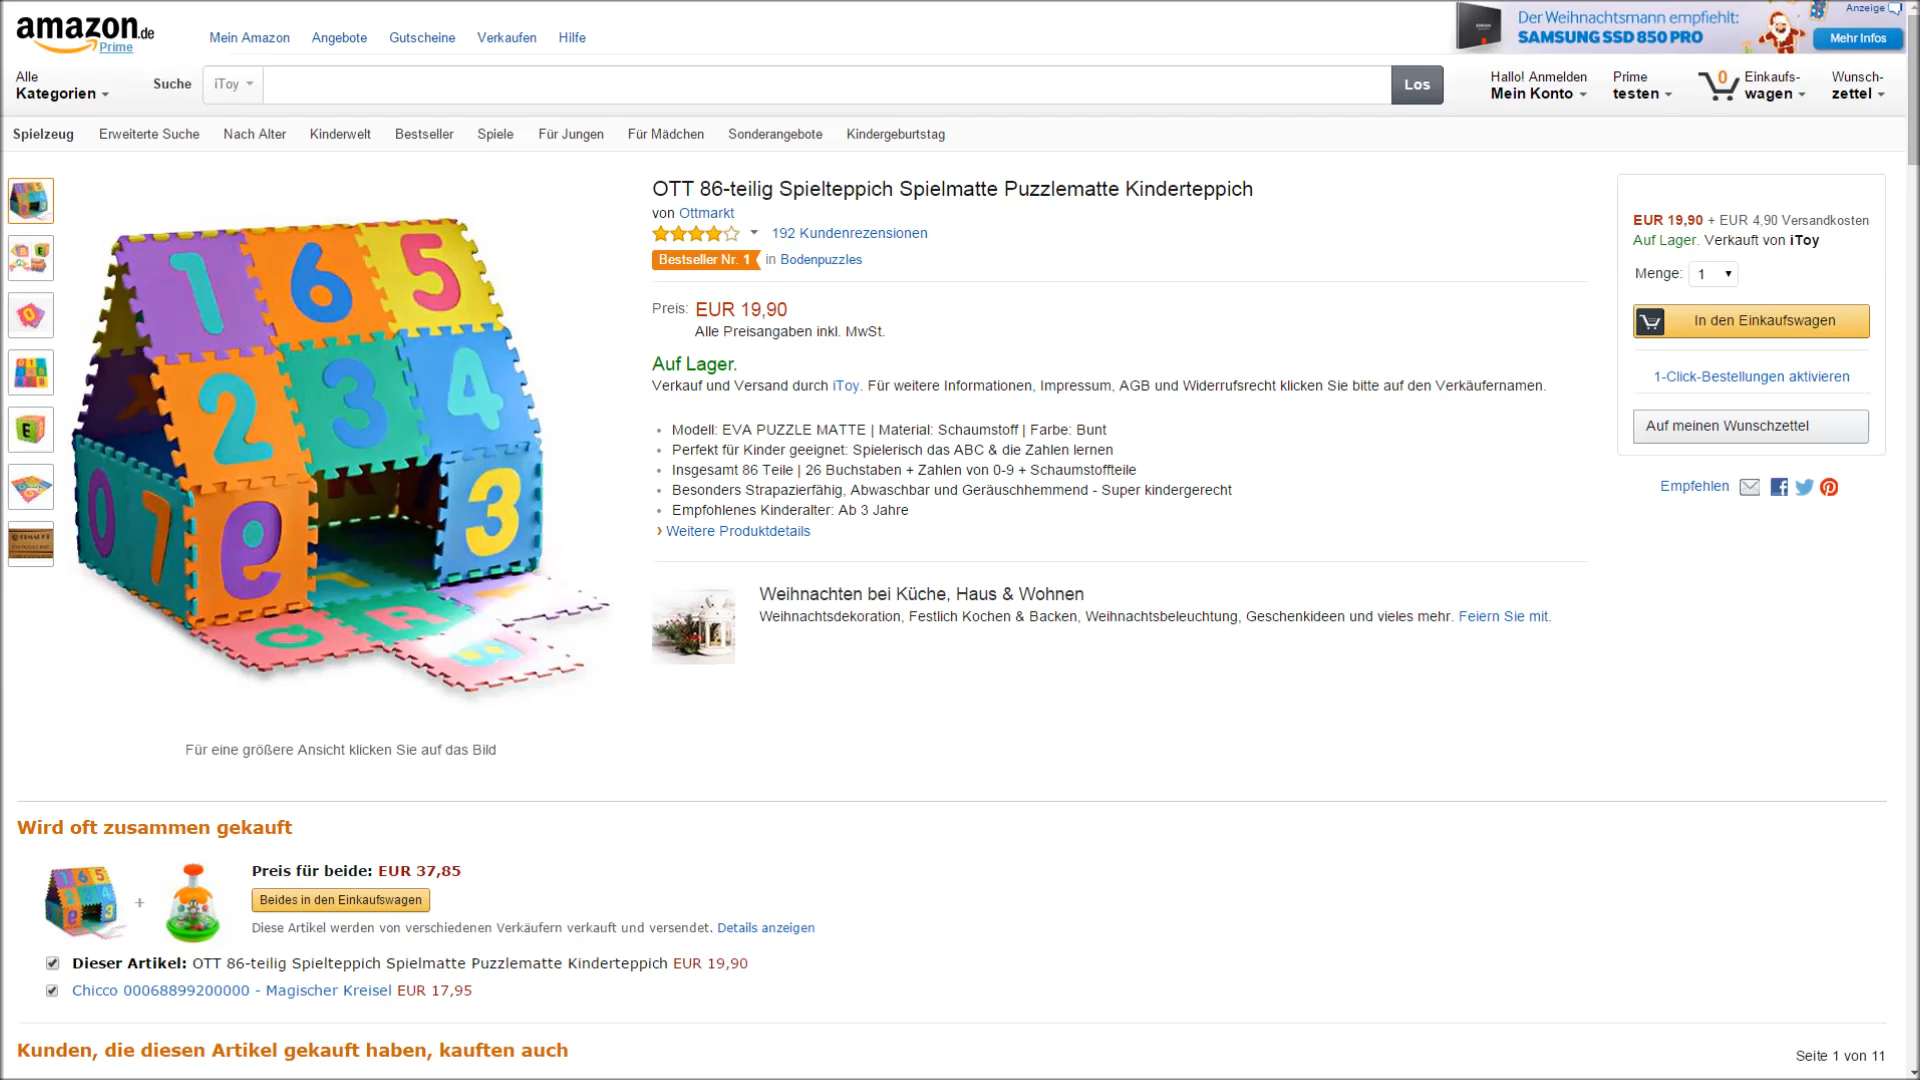 amazon.de
Prime
Mein Amazon
Angebote
Gutscheine
Verkaufen
Hilfe
Anzeige
Der Weihnachtsmann empfiehlt:
SAMSUNG SSD 850 PRO
Mehr Infos
Alle
Kategorien
Suche
iToy
Los
Hallo! Anmelden
Mein Konto
Prime
testen
0
Einkaufs-
wagen
Wunsch-
zettel
Spielzeug
Erweiterte Suche
Nach Alter
Kinderwelt
Bestseller
Spiele
Für Jungen
Für Mädchen
Sonderangebote
Kindergeburtstag
OTT 86-teilig Spielteppich Spielmatte Puzzlematte Kinderteppich
von Ottmarkt
192 Kundenrezensionen
Bestseller Nr. 1 in Bodenpuzzles
Preis: EUR 19,90
Alle Preisangaben inkl. MwSt.
Auf Lager.
Verkauf und Versand durch iToy. Für weitere Informationen, Impressum, AGB und Widerrufsrecht klicken Sie bitte auf den Verkäufernamen.
Modell: EVA PUZZLE MATTE | Material: Schaumstoff | Farbe: Bunt
Perfekt für Kinder geeignet: Spielerisch das ABC & die Zahlen lernen
Insgesamt 86 Teile | 26 Buchstaben + Zahlen von 0-9 + Schaumstoffteile
Besonders Strapazierfähig, Abwaschbar und Geräuschhemmend - Super kindergerecht
Empfohlenes Kinderalter: Ab 3 Jahre
› Weitere Produktdetails
Weihnachten bei Küche, Haus & Wohnen
Weihnachtsdekoration, Festlich Kochen & Backen, Weihnachtsbeleuchtung, Geschenkideen und vieles mehr. Feiern Sie mit.
EUR 19,90 + EUR 4,90 Versandkosten
Auf Lager. Verkauft von iToy
Menge: 1
In den Einkaufswagen
1-Click-Bestellungen aktivieren
Auf meinen Wunschzettel
Empfehlen
1 6 5
2 3 4
0 7 9 3
Q R
B
E
Für eine größere Ansicht klicken Sie auf das Bild
Wird oft zusammen gekauft
+
Preis für beide: EUR 37,85
Beides in den Einkaufswagen
Diese Artikel werden von verschiedenen Verkäufern verkauft und versendet. Details anzeigen
Dieser Artikel: OTT 86-teilig Spielteppich Spielmatte Puzzlematte Kinderteppich EUR 19,90
Chicco 00068899200000 - Magischer Kreisel EUR 17,95
Kunden, die diesen Artikel gekauft haben, kauften auch
Seite 1 von 11